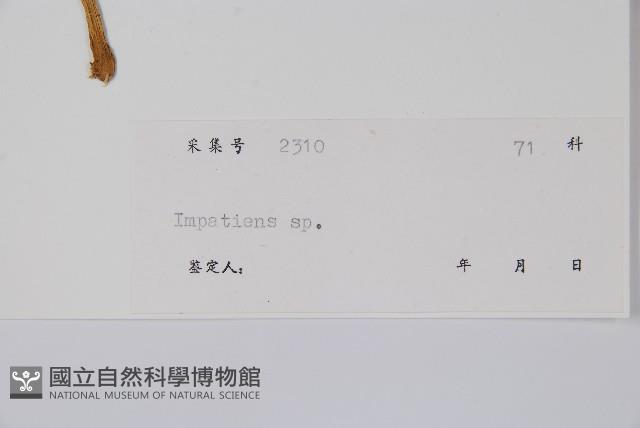 采集号 2310 71 科
Impatiens sp.
鉴定人: 年 月 日
國立自然科學博物館
NATIONAL MUSEUM OF NATURAL SCIENCE